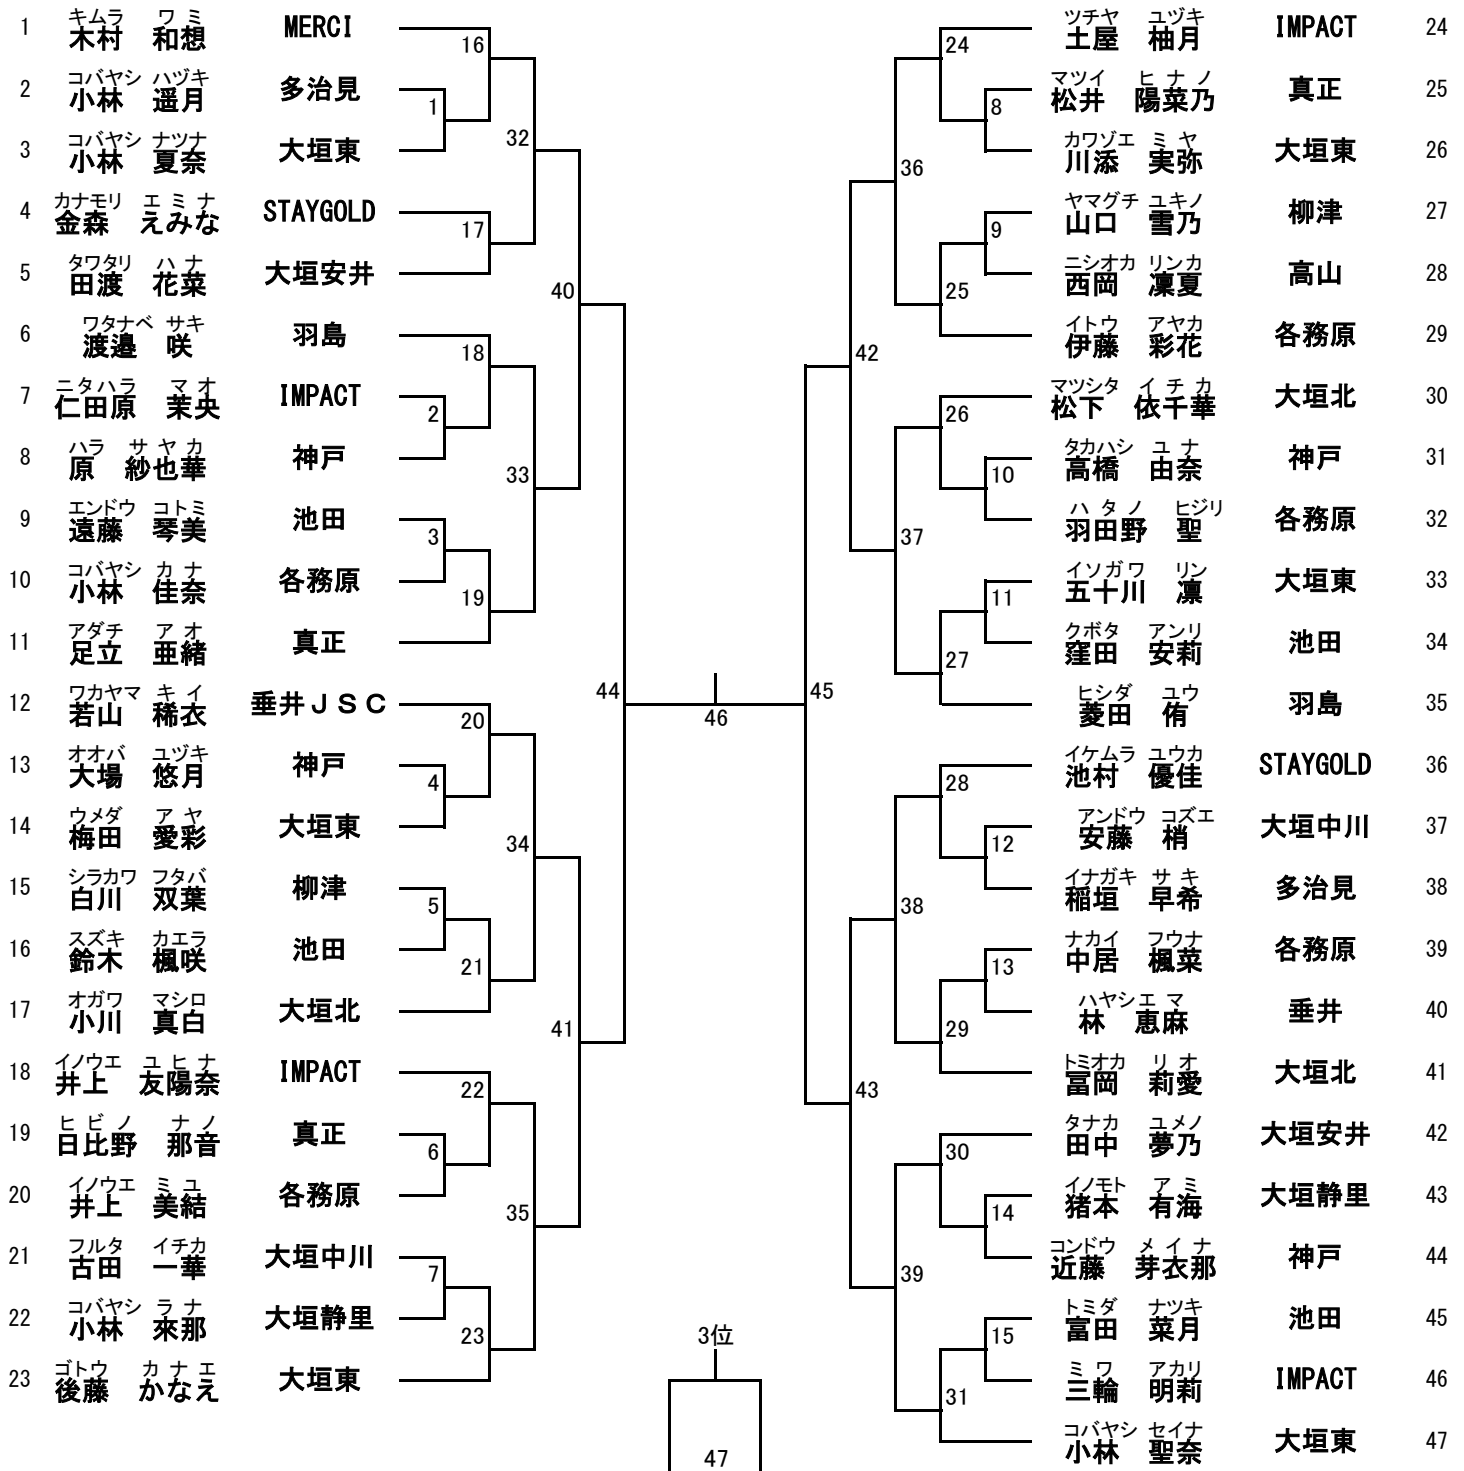 1 キムラ ワミ 木村 和想 MERCI
2 コバヤシ ハヅキ 小林 遥月 多治見
3 コバヤシ ナツナ 小林 夏奈 大垣東
4 カナモリ エミナ 金森 えみな STAYGOLD
5 タワタリ ハナ 田渡 花菜 大垣安井
6 ワタナベ サキ 渡邉 咲 羽島
7 ニタハラ マオ 仁田原 茉央 IMPACT
8 ハラ サヤカ 原 紗也華 神戸
9 エンドウ コトミ 遠藤 琴美 池田
10 コバヤシ カナ 小林 佳奈 各務原
11 アダチ アオ 足立 亜緒 真正
12 ワカヤマ キイ 若山 稀衣 垂井ＪＳＣ
13 オオバ ユヅキ 大場 悠月 神戸
14 ウメダ アヤ 梅田 愛彩 大垣東
15 シラカワ フタバ 白川 双葉 柳津
16 スズキ カエラ 鈴木 楓咲 池田
17 オガワ マシロ 小川 真白 大垣北
18 イノウエ ユヒナ 井上 友陽奈 IMPACT
19 ヒビノ ナノ 日比野 那音 真正
20 イノウエ ミユ 井上 美結 各務原
21 フルタ イチカ 古田 一華 大垣中川
22 コバヤシ ラナ 小林 來那 大垣静里
23 ゴトウ カナエ 後藤 かなえ 大垣東
1
2
3
4
5
6
7
16
17
18
19
20
21
22
23
32
33
34
35
40
41
44
46
45
42
43
36
37
38
39
24
25
26
27
28
29
30
31
8
9
10
11
12
13
14
15
3位
47
ツチヤ ユヅキ 土屋 柚月 IMPACT 24
マツイ ヒナノ 松井 陽菜乃 真正 25
カワゾエ ミヤ 川添 実弥 大垣東 26
ヤマグチ ユキノ 山口 雪乃 柳津 27
ニシオカ リンカ 西岡 凜夏 高山 28
イトウ アヤカ 伊藤 彩花 各務原 29
マツシタ イチカ 松下 依千華 大垣北 30
タカハシ ユナ 高橋 由奈 神戸 31
ハタノ ヒジリ 羽田野 聖 各務原 32
イソガワ リン 五十川 凛 大垣東 33
クボタ アンリ 窪田 安莉 池田 34
ヒシダ ユウ 菱田 侑 羽島 35
イケムラ ユウカ 池村 優佳 STAYGOLD 36
アンドウ コズエ 安藤 梢 大垣中川 37
イナガキ サキ 稲垣 早希 多治見 38
ナカイ フウナ 中居 楓菜 各務原 39
ハヤシ エマ 林 恵麻 垂井 40
トミオカ リオ 冨岡 莉愛 大垣北 41
タナカ ユメノ 田中 夢乃 大垣安井 42
イノモト アミ 猪本 有海 大垣静里 43
コンドウ メイナ 近藤 芽衣那 神戸 44
トミダ ナツキ 富田 菜月 池田 45
ミワ アカリ 三輪 明莉 IMPACT 46
コバヤシ セイナ 小林 聖奈 大垣東 47